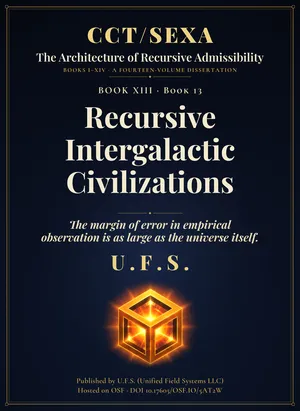 CCT/SEXA
The Architecture of Recursive Admissibility
BOOKS I–XIV · A FOURTEEN-VOLUME DISSERTATION
BOOK XIII · Book 13
Recursive
Intergalactic
Civilizations
The margin of error in empirical
observation is as large as the universe itself.
U.F.S.
Published by U.F.S. (Unified Field Systems LLC)
Hosted on OSF · DOI 10.17605/OSF.IO/5AT2W